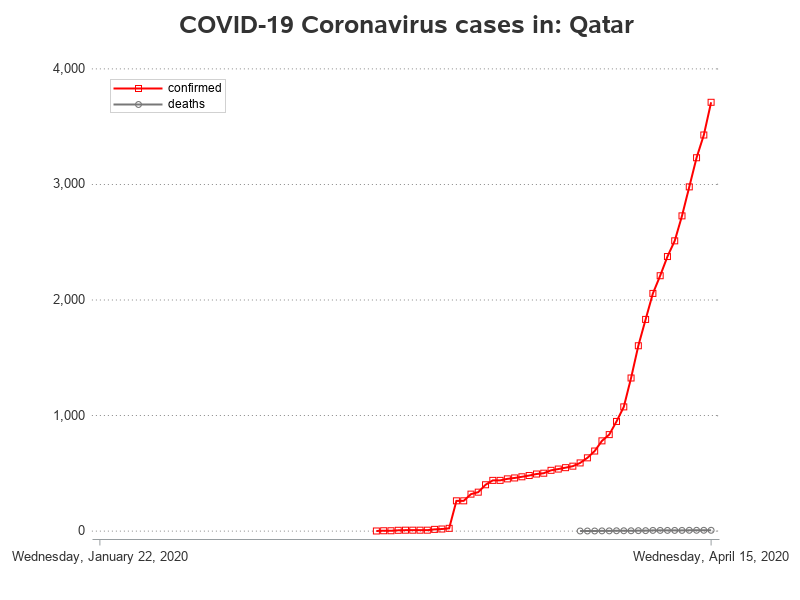 COVID-19 Coronavirus cases in: Qatar
4,000
confirmed
deaths
3,000
2,000
1,000
0
Wednesday, January 22, 2020 Wednesday, April 15, 2020